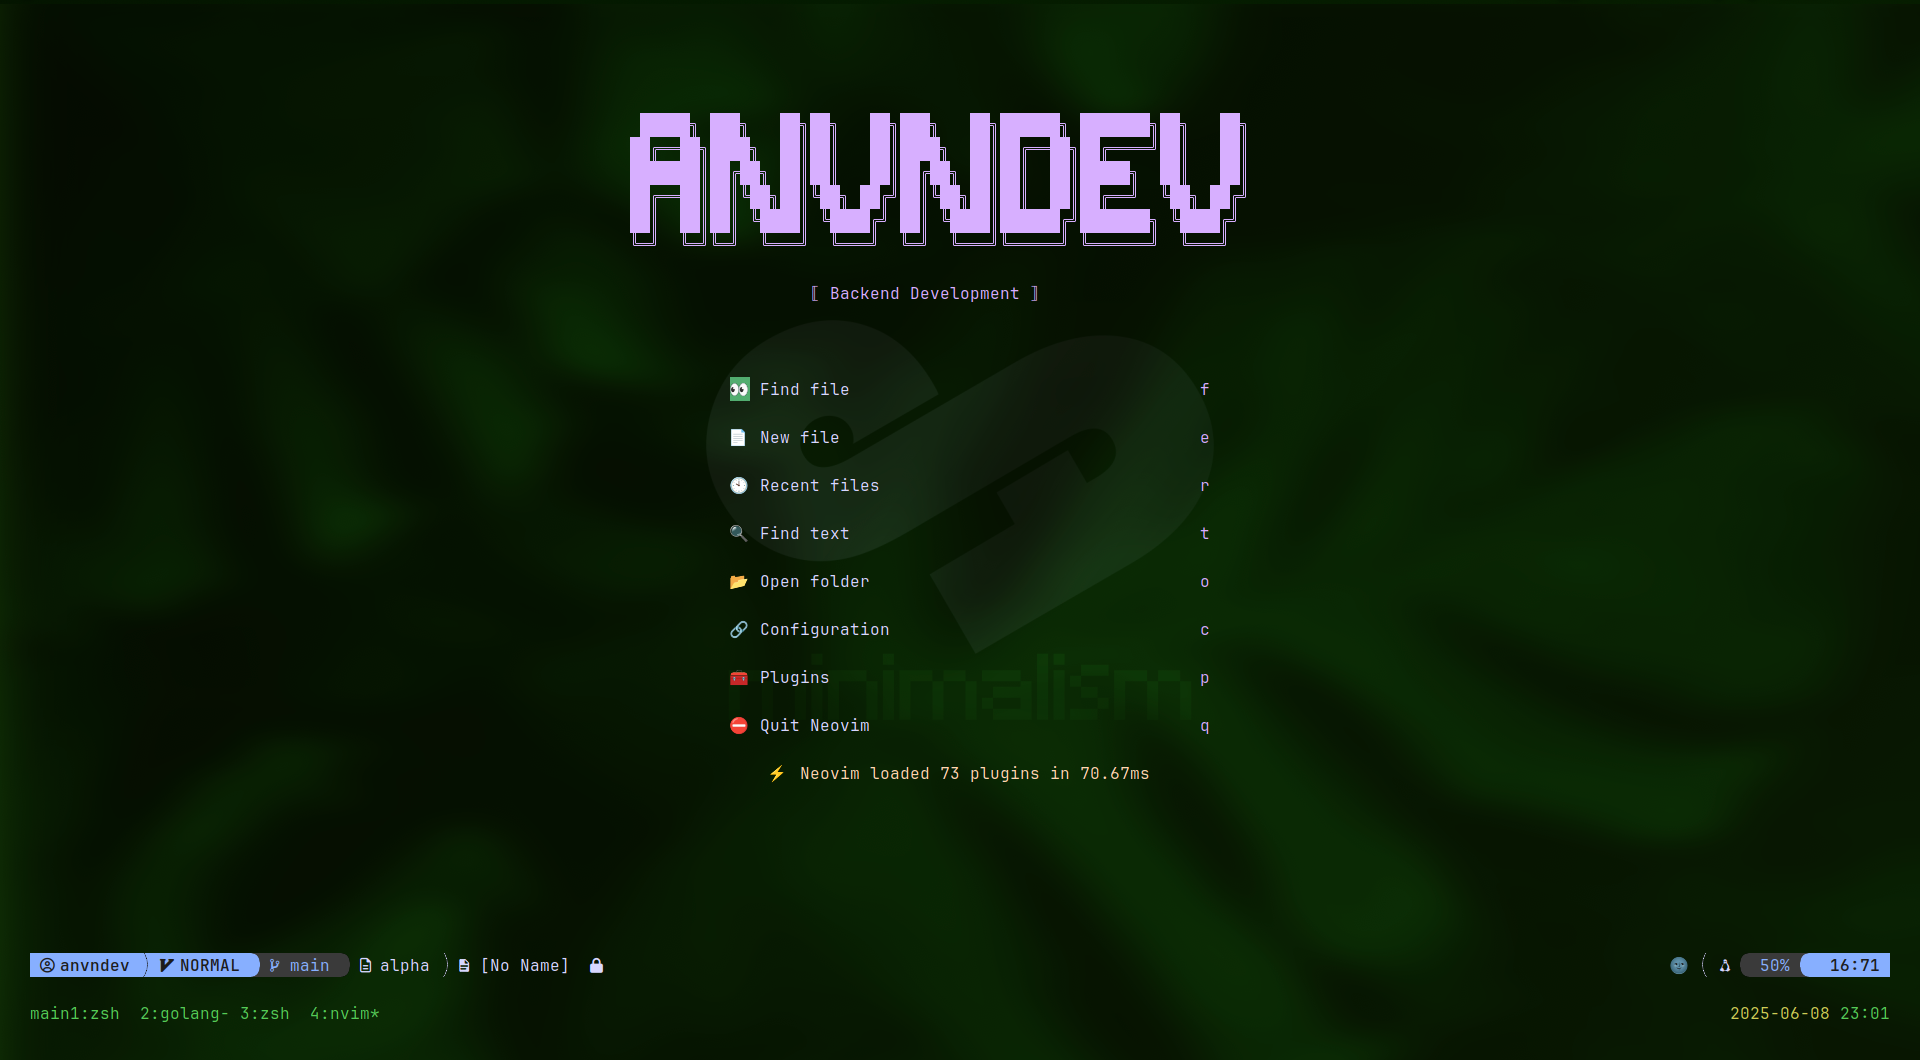 ANVNDEV
〚 Backend Development 〛
Find file f
New file e
Recent files r
Find text t
Open folder o
Configuration c
Plugins p
Quit Neovim q
minimalism
⚡ Neovim loaded 73 plugins in 70.67ms
anvndev NORMAL main alpha [No Name] 50% 16:71
main1:zsh 2:golang- 3:zsh 4:nvim* 2025-06-08 23:01